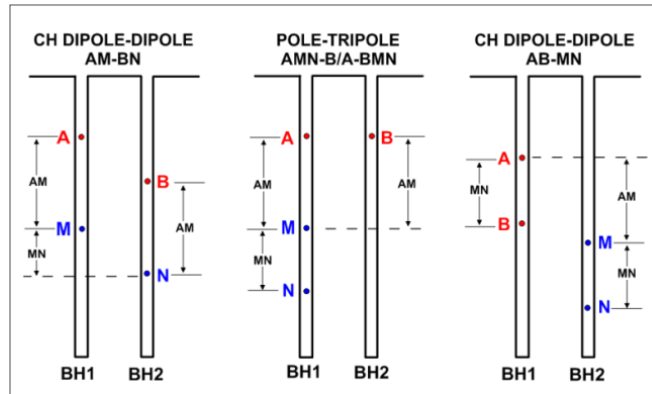 CH DIPOLE-DIPOLE
AM-BN
A
AM
M
MN
B
AM
N
BH1 BH2
POLE-TRIPOLE
AMN-B/A-BMN
A
B
AM
AM
M
MN
N
BH1 BH2
CH DIPOLE-DIPOLE
AB-MN
A
MN
AM
B
M
MN
N
BH1 BH2